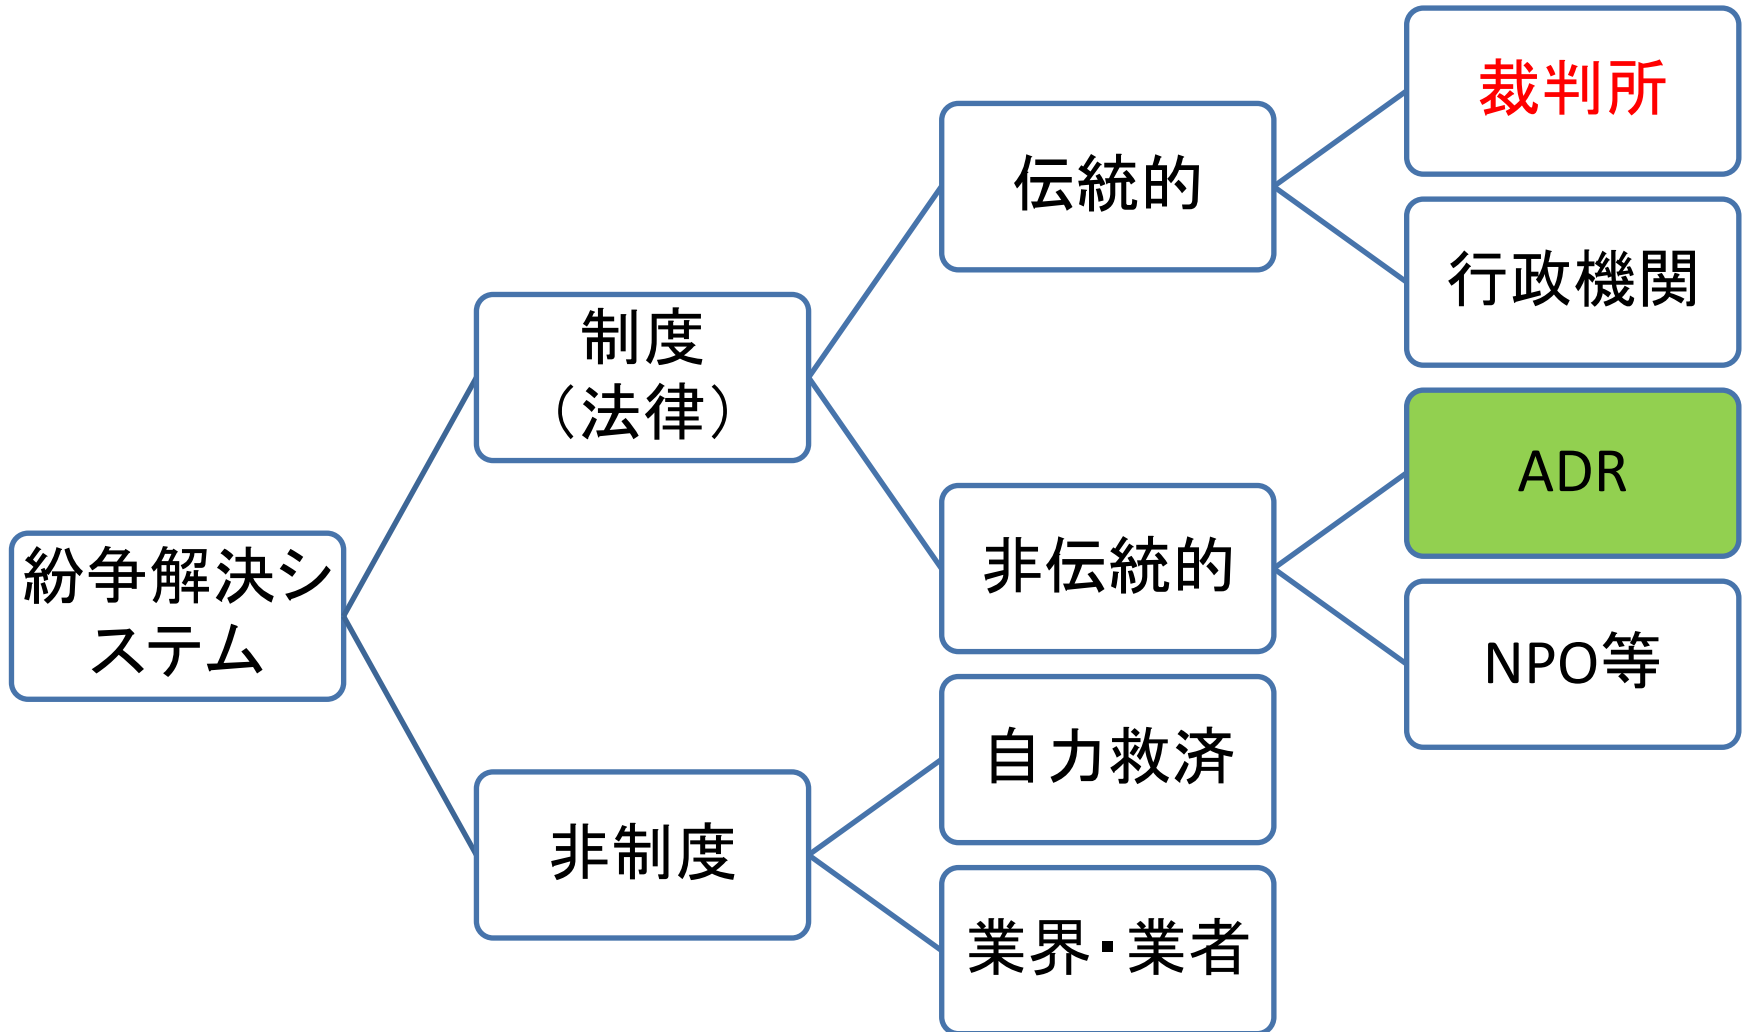 紛争解決シ
ステム
制度
（法律）
非制度
伝統的
非伝統的
自力救済
業界・業者
裁判所
行政機関
ADR
NPO等